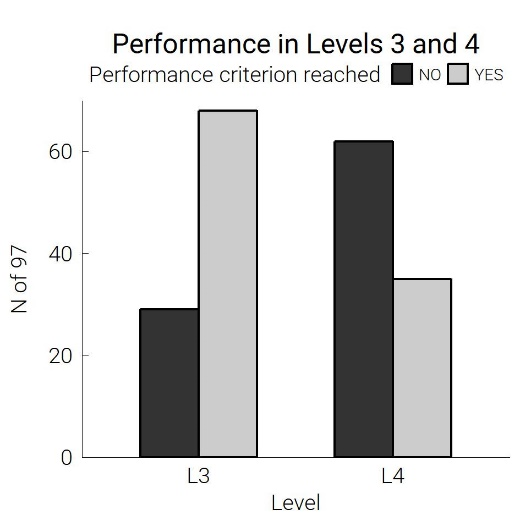 Performance in Levels 3 and 4
Performance criterion reached NO YES
N of 97
60
40
20
0
L3 L4
Level